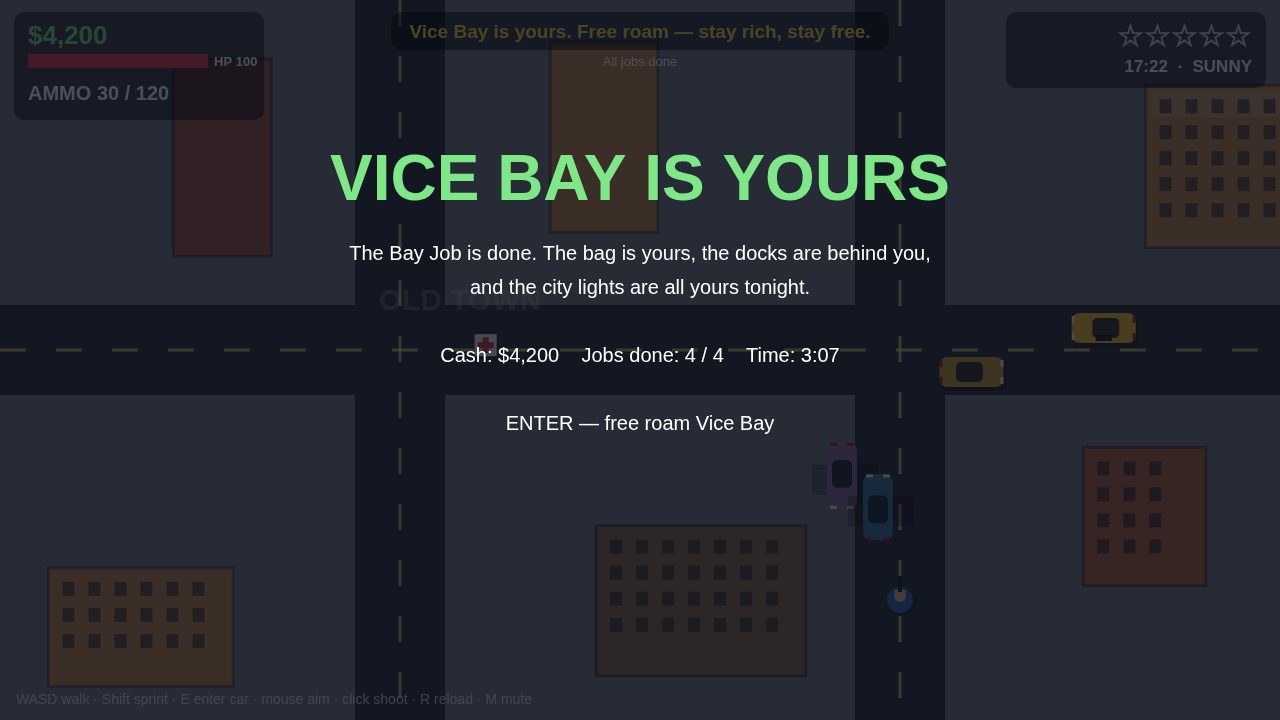 $4,200
HP 100
AMMO 30 / 120
Vice Bay is yours. Free roam — stay rich, stay free.
All jobs done
17:22 · SUNNY
VICE BAY IS YOURS
The Bay Job is done. The bag is yours, the docks are behind you,
and the city lights are all yours tonight.
OLD TOWN
Cash: $4,200 Jobs done: 4 / 4 Time: 3:07
ENTER — free roam Vice Bay
WASD walk · Shift sprint · E enter car · mouse aim · click shoot · R reload · M mute